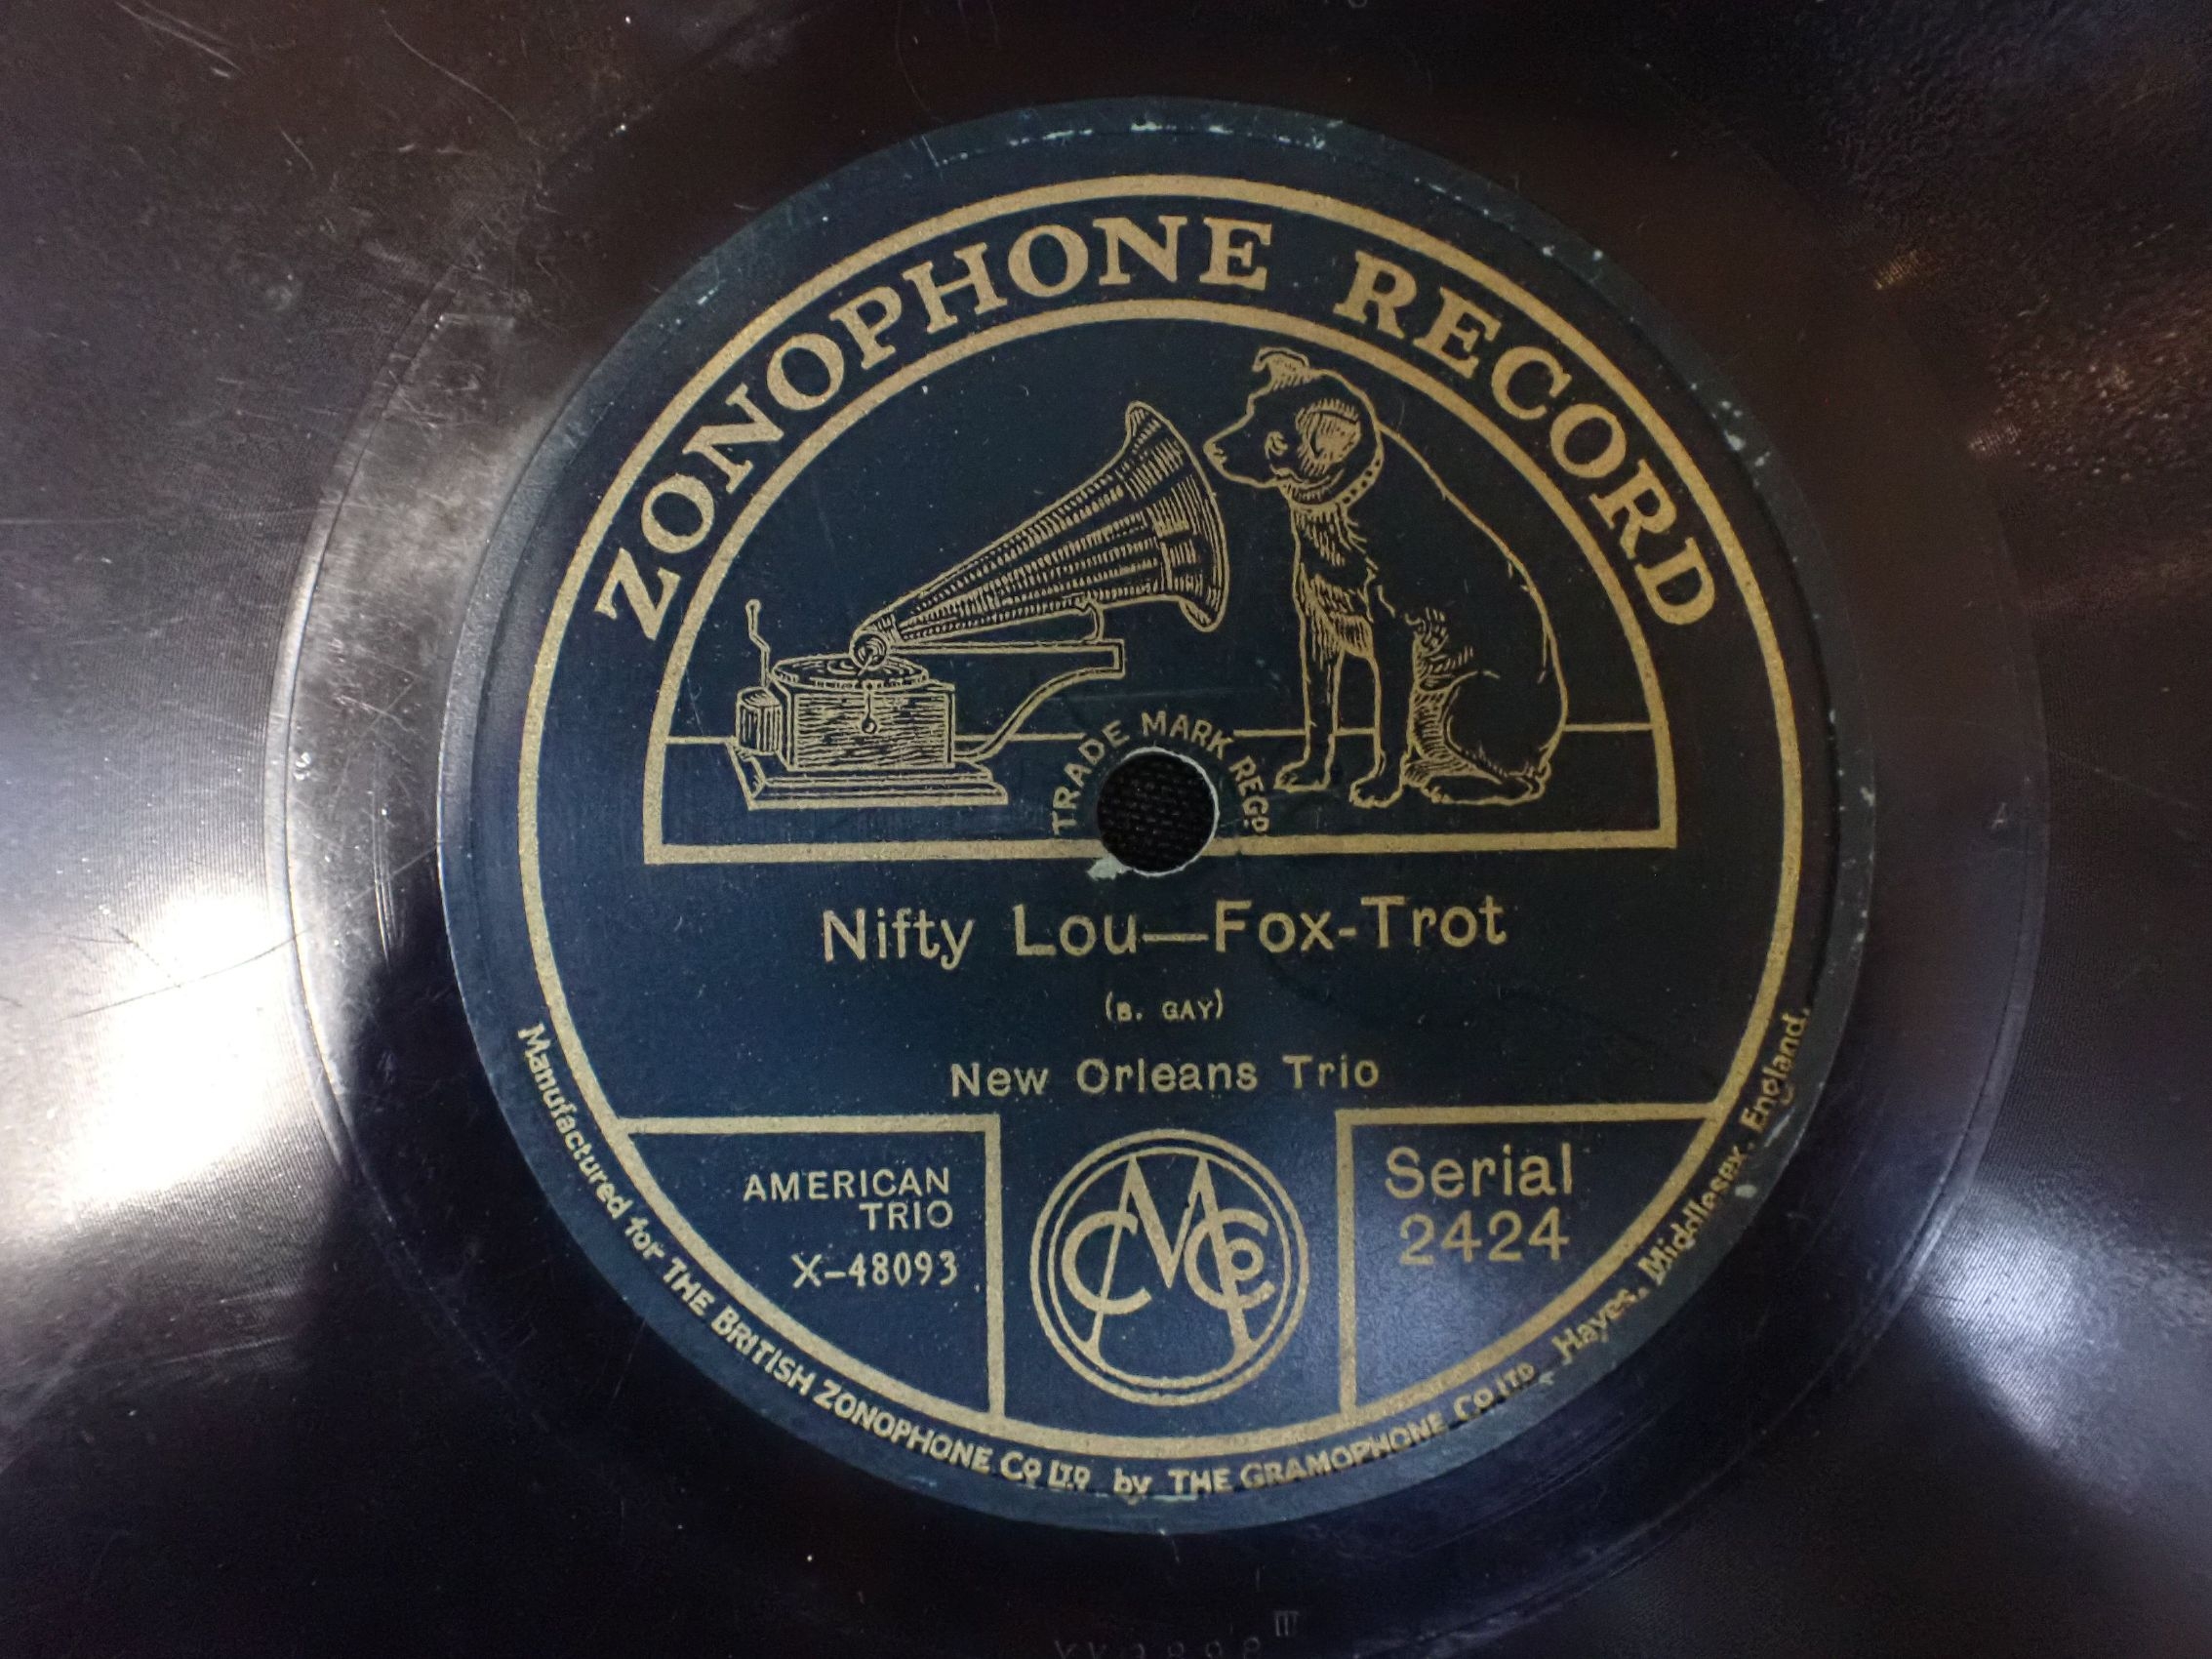 ZONOPHONE RECORD
TRADE MARK REGD.
Nifty Lou—Fox-Trot
(B. GAY)
New Orleans Trio
AMERICAN
TRIO
X-48093
Serial
2424
Manufactured for THE BRITISH ZONOPHONE Co LTD by THE GRAMOPHONE Co LTD, Hayes, Middlesex, England.